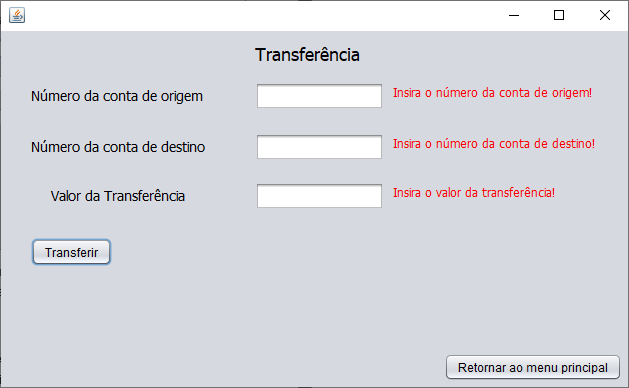 Transferência
Número da conta de origem
Insira o número da conta de origem!
Número da conta de destino
Insira o número da conta de destino!
Valor da Transferência
Insira o valor da transferência!
Transferir
Retornar ao menu principal